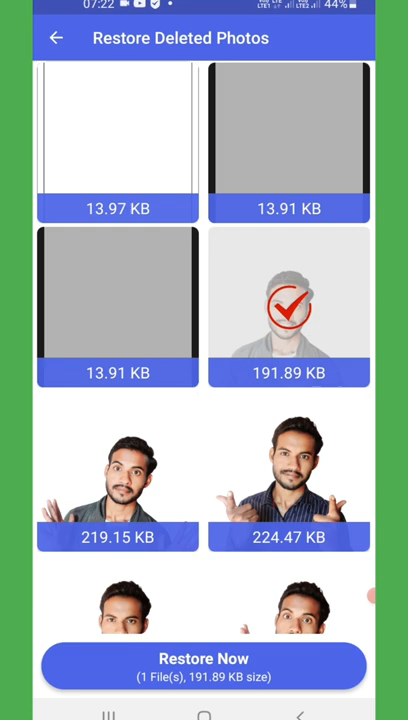 07:22
44%
Restore Deleted Photos
13.97 KB
13.91 KB
13.91 KB
191.89 KB
219.15 KB
224.47 KB
Restore Now
(1 File(s), 191.89 KB size)